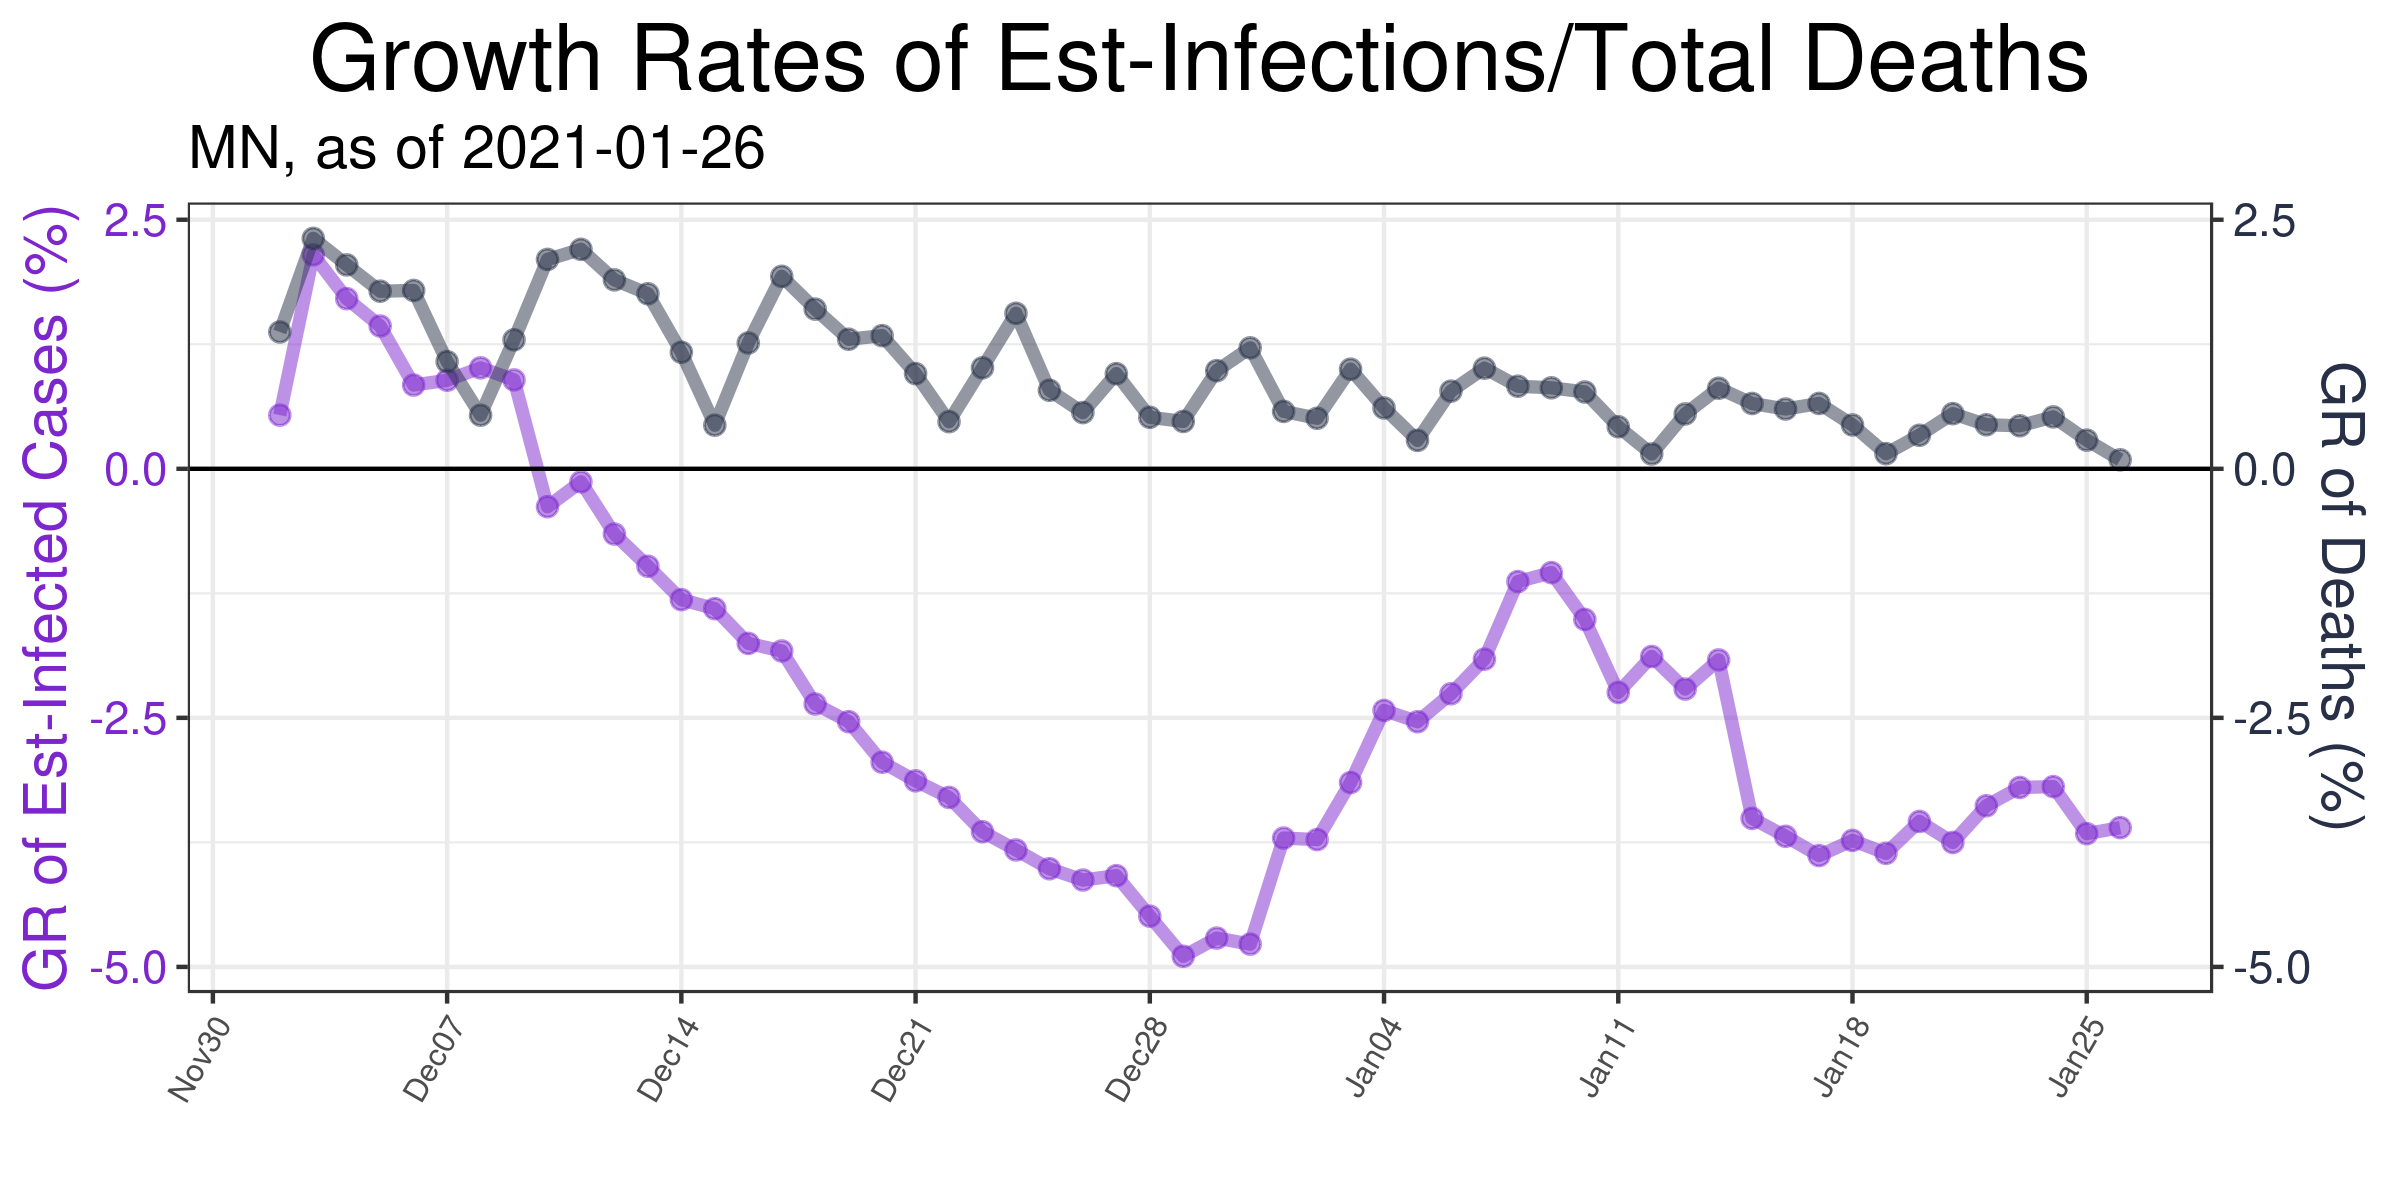 Growth Rates of Est-Infections/Total Deaths
MN, as of 2021-01-26
GR of Est-Infected Cases (%)
2.5
0.0
-2.5
-5.0
2.5
0.0
-2.5
-5.0
GR of Deaths (%)
Nov30
Dec07
Dec14
Dec21
Dec28
Jan04
Jan11
Jan18
Jan25